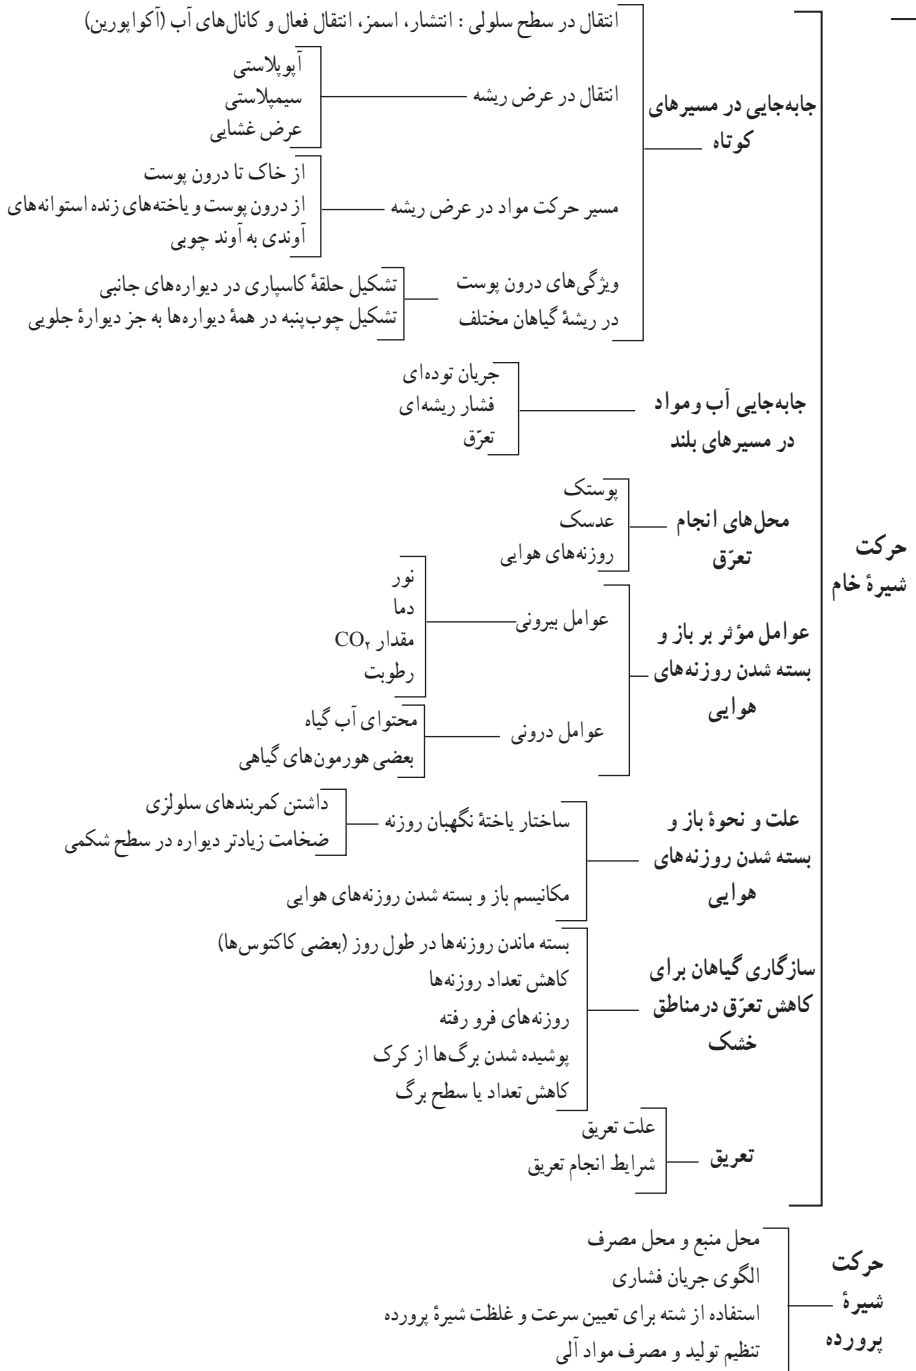 حرکت
شیرهٔ خام
جابه‌جایی در مسیرهای
کوتاه
انتقال در سطح سلولی : انتشار، اسمز، انتقال فعال و کانال‌های آب (آکواپورین)
انتقال در عرض ریشه
آپوپلاستی
سیمپلاستی
عرض غشایی
مسیر حرکت مواد در عرض ریشه
از خاک تا درون پوست
از درون پوست و یاخته‌های زنده استوانه‌های
آوندی به آوند چوبی
ویژگی‌های درون پوست
در ریشهٔ گیاهان مختلف
تشکیل حلقهٔ کاسپاری در دیواره‌های جانبی
تشکیل چوب‌پنبه در همهٔ دیواره‌ها به جز دیوارهٔ جلویی
جابه‌جایی آب ومواد
در مسیرهای بلند
جریان توده‌ای
فشار ریشه‌ای
تعرّق
محل‌های انجام
تعرّق
پوستک
عدسک
روزنه‌های هوایی
عوامل مؤثر بر باز و
بسته شدن روزنه‌های
هوایی
عوامل بیرونی
نور
دما
مقدار CO₂
رطوبت
عوامل درونی
محتوای آب گیاه
بعضی هورمون‌های گیاهی
علت و نحوهٔ باز و
بسته شدن روزنه‌های
هوایی
ساختار یاختهٔ نگهبان روزنه
داشتن کمربندهای سلولزی
ضخامت زیادتر دیواره در سطح شکمی
مکانیسم باز و بسته شدن روزنه‌های هوایی
سازگاری گیاهان برای
کاهش تعرّق درمناطق
خشک
بسته ماندن روزنه‌ها در طول روز (بعضی کاکتوس‌ها)
کاهش تعداد روزنه‌ها
روزنه‌های فرو رفته
پوشیده شدن برگ‌ها از کرک
کاهش تعداد یا سطح برگ
تعریق
علت تعریق
شرایط انجام تعریق
حرکت
شیرهٔ
پرورده
محل منبع و محل مصرف
الگوی جریان فشاری
استفاده از شته برای تعیین سرعت و غلظت شیرهٔ پرورده
تنظیم تولید و مصرف مواد آلی